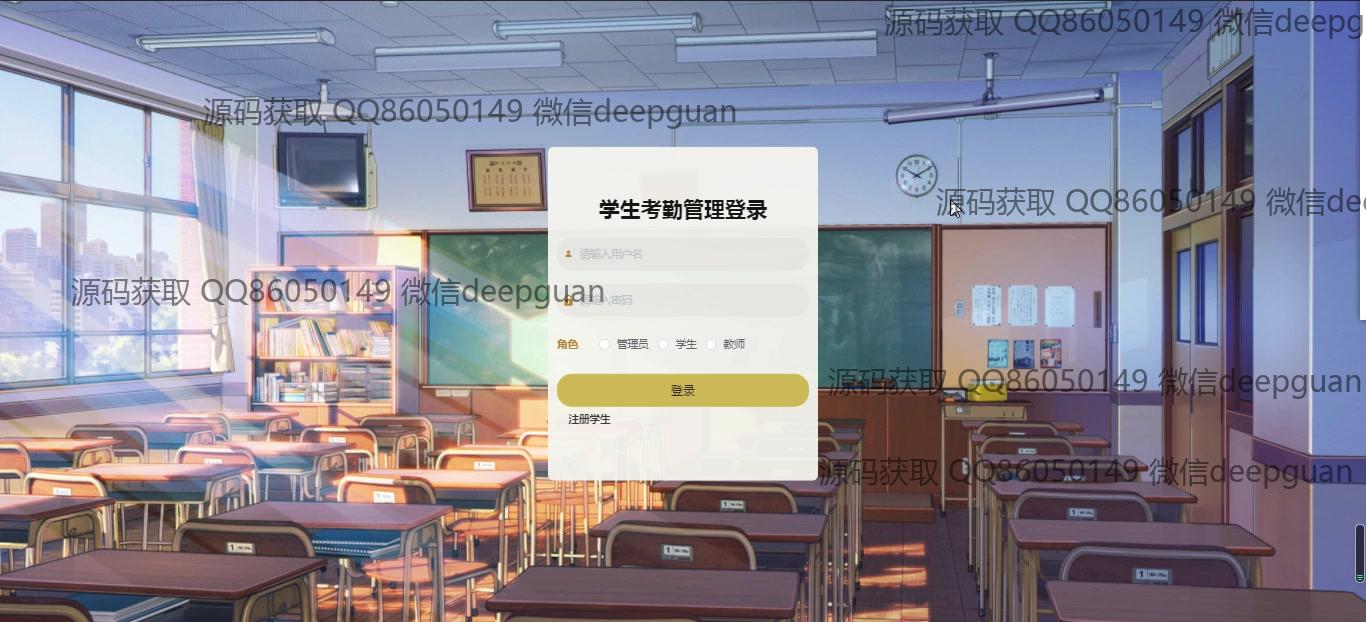 源码获取 QQ86050149 微信deepg
源码获取 QQ86050149 微信deepguan
源码获取 QQ86050149 微信de
学生考勤管理登录
请输入用户名
源码获取 QQ86050149 微信deepguan
入密码
角色 管理员 学生 教师
源码获取 QQ86050149 微信deepguan
登录
注册学生
源码获取 QQ86050149 微信deepguan
1
1
1
1